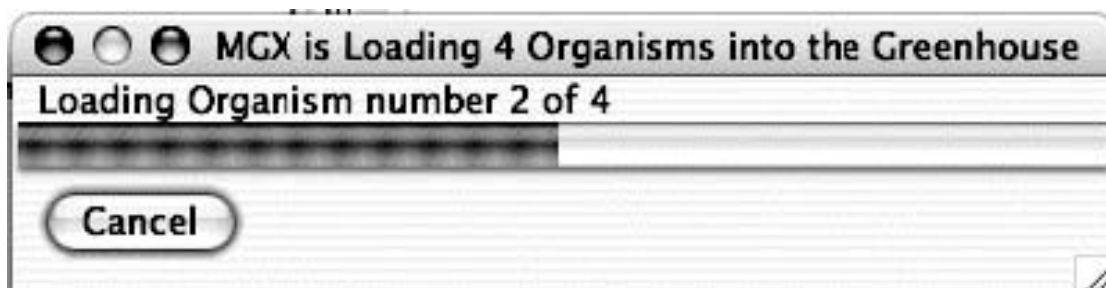 MGX is Loading 4 Organisms into the Greenhouse
Loading Organism number 2 of 4
Cancel